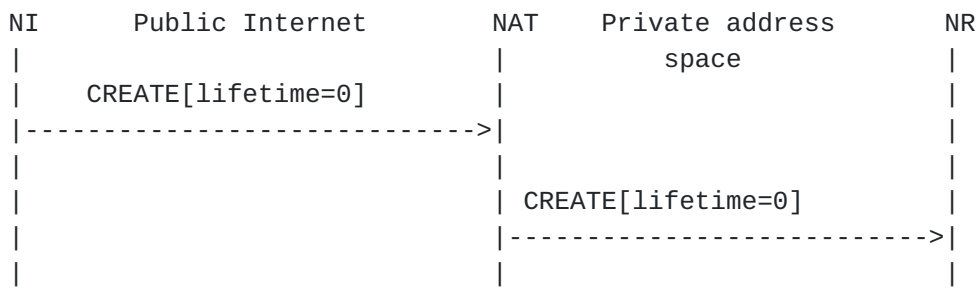 NI Public Internet NAT Private address NR
space
CREATE[lifetime=0]
CREATE[lifetime=0]